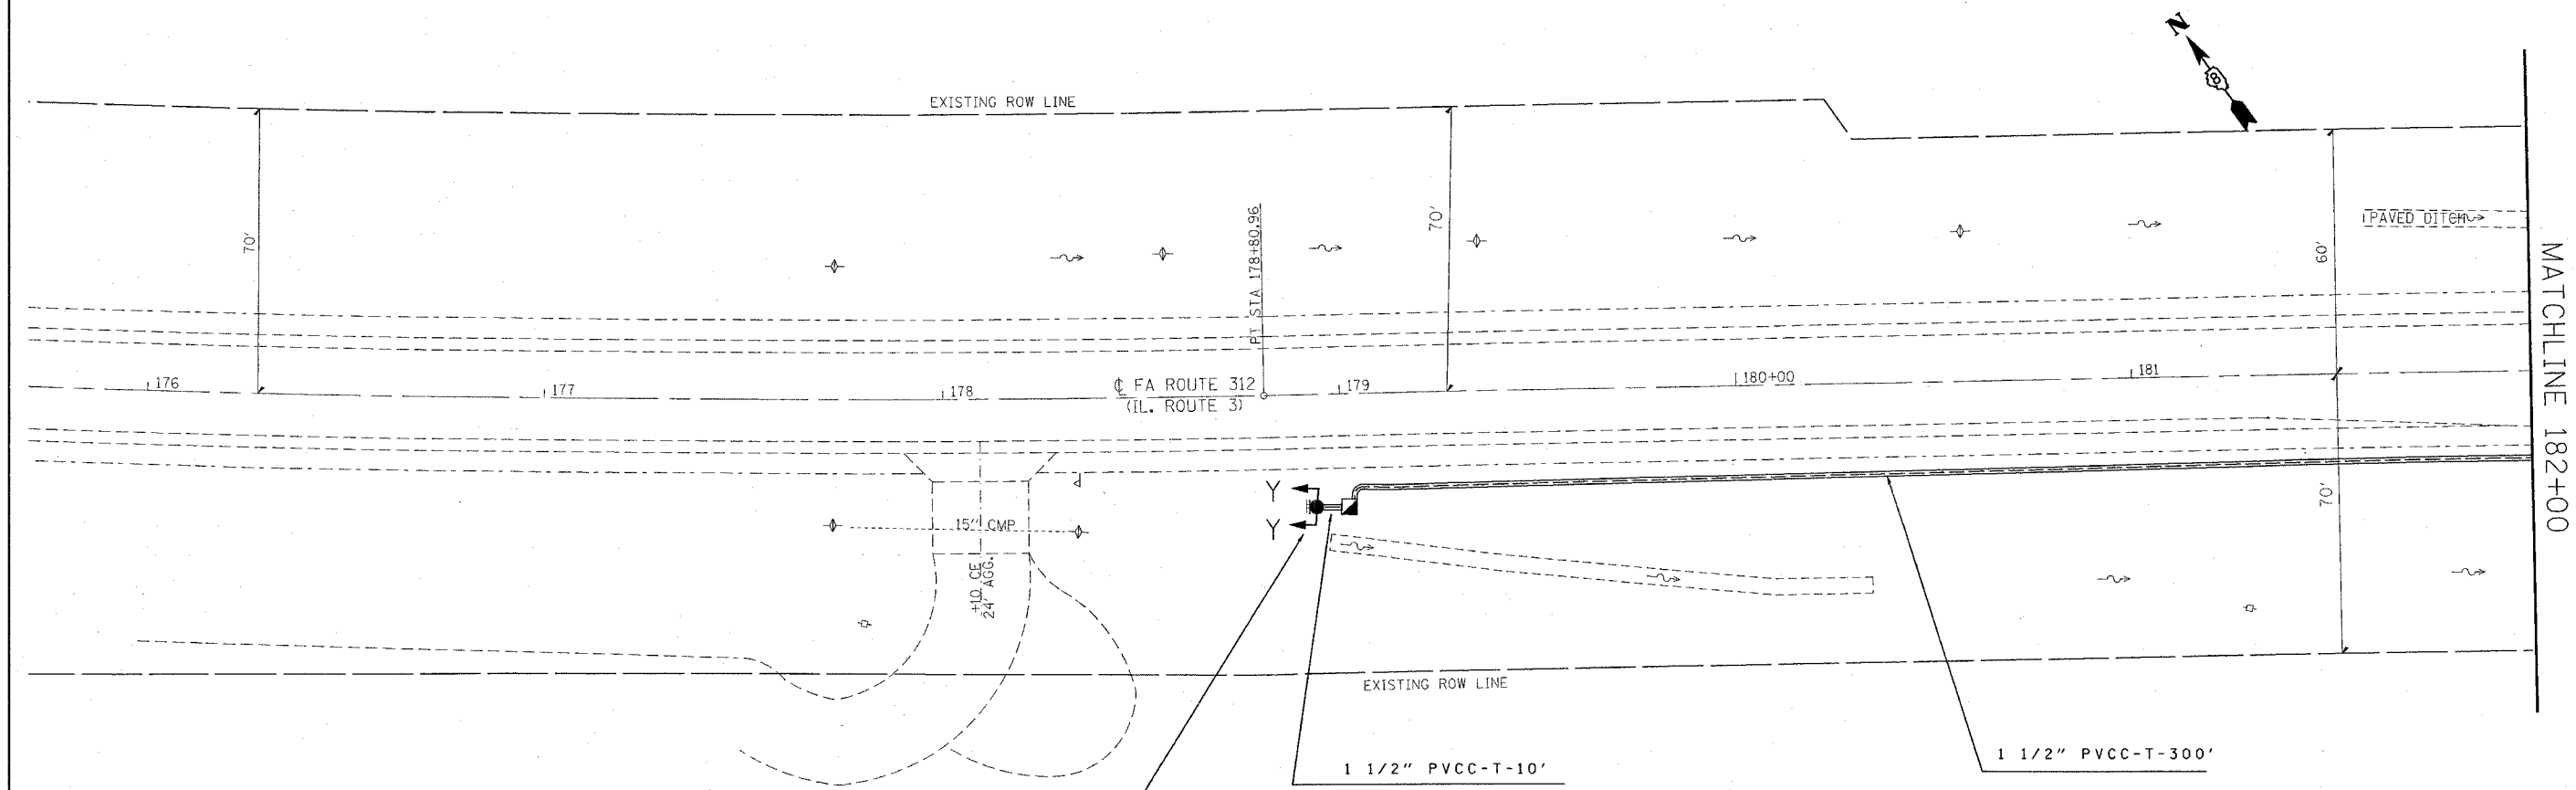 N
8
EXISTING ROW LINE
70'
PT STA 178+80.96
70'
60'
PAVED DITCH
MATCHLINE 182+00
176
177
178
℄ FA ROUTE 312
(IL. ROUTE 3)
179
180+00
181
Y
Y
15" CMP
+10 CE
24' AGG.
70'
EXISTING ROW LINE
1 1/2" PVCC-T-10'
1 1/2" PVCC-T-300'